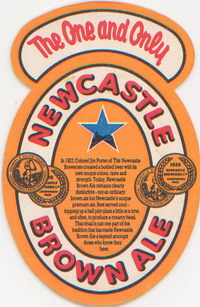 The One and Only
NEWCASTLE
In 1927, Colonel Jim Porter of The Newcastle
Breweries created a bottled beer with its
own unique colour, taste and
strength. Today, Newcastle
Brown Ale remains clearly
distinctive - not an ordinary
brown ale but Newcastle's unique
premium ale. Best served cool -
topping up a half pint glass a little at a time,
and often, to produce a creamy head.
This ritual is just one part of the
tradition that has made Newcastle
Brown Ale a legend amongst
those who know their
beer.
1928
BROWN ALE